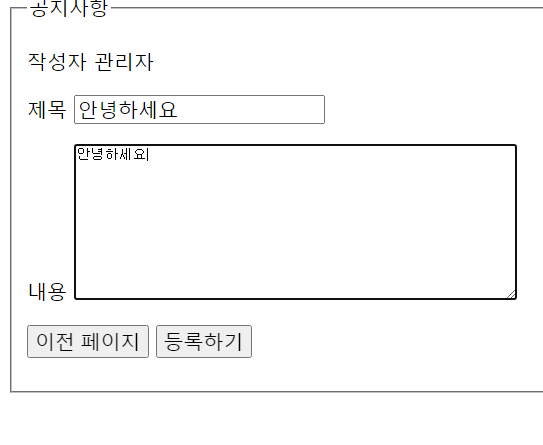 공지사항
작성자 관리자
제목 안녕하세요
안녕하세요
내용
이전 페이지 등록하기